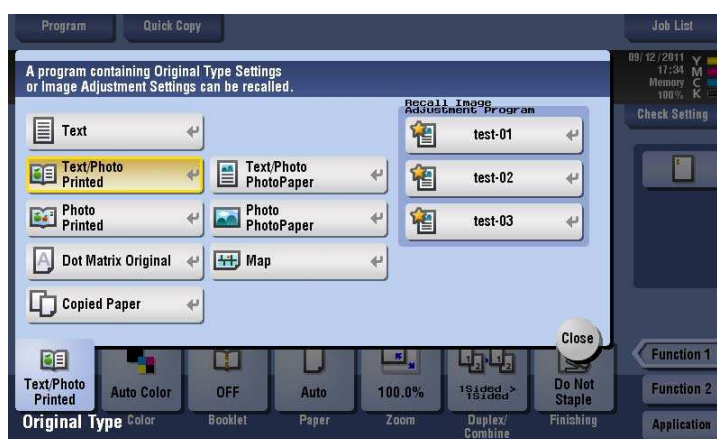 Program
Quick Copy
Job List
A program containing Original Type Settings
or Image Adjustment Settings can be recalled.
09/12/2011
17:34
Memory
100%
Y
M
C
K
Check Setting
Recall Image
Adjustment Program
Text
test-01
Text/Photo
Printed
Text/Photo
PhotoPaper
test-02
Photo
Printed
Photo
PhotoPaper
test-03
Dot Matrix Original
Map
Copied Paper
Close
Function 1
Text/Photo
Printed
Auto Color
OFF
Auto
100.0%
1Sided >
1Sided
Do Not
Staple
Function 2
Original Type
Color
Booklet
Paper
Zoom
Duplex/
Combine
Finishing
Application